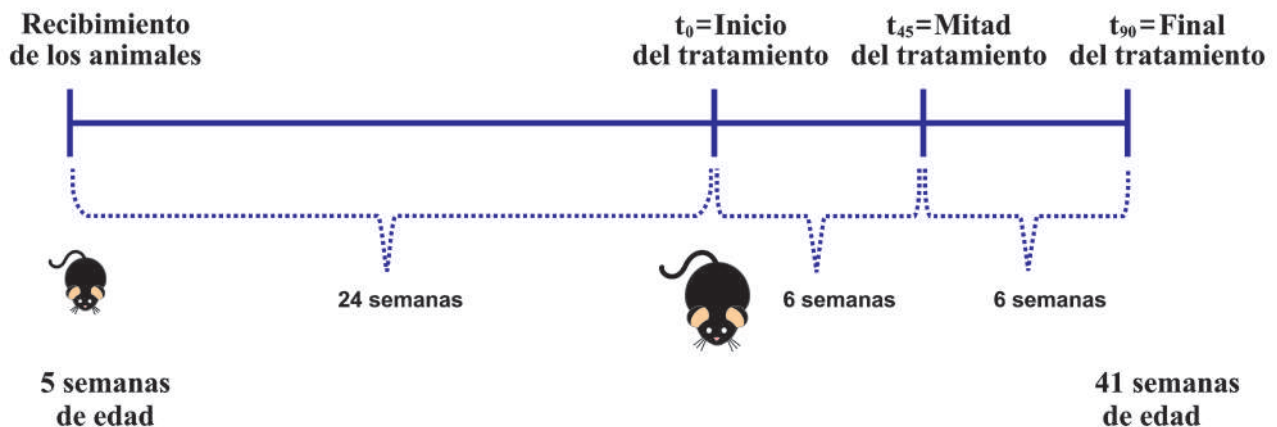 Recibimiento
de los animales
t₀=Inicio
del tratamiento
t₄₅=Mitad
del tratamiento
t₉₀=Final
del tratamiento
24 semanas
6 semanas
6 semanas
5 semanas
de edad
41 semanas
de edad